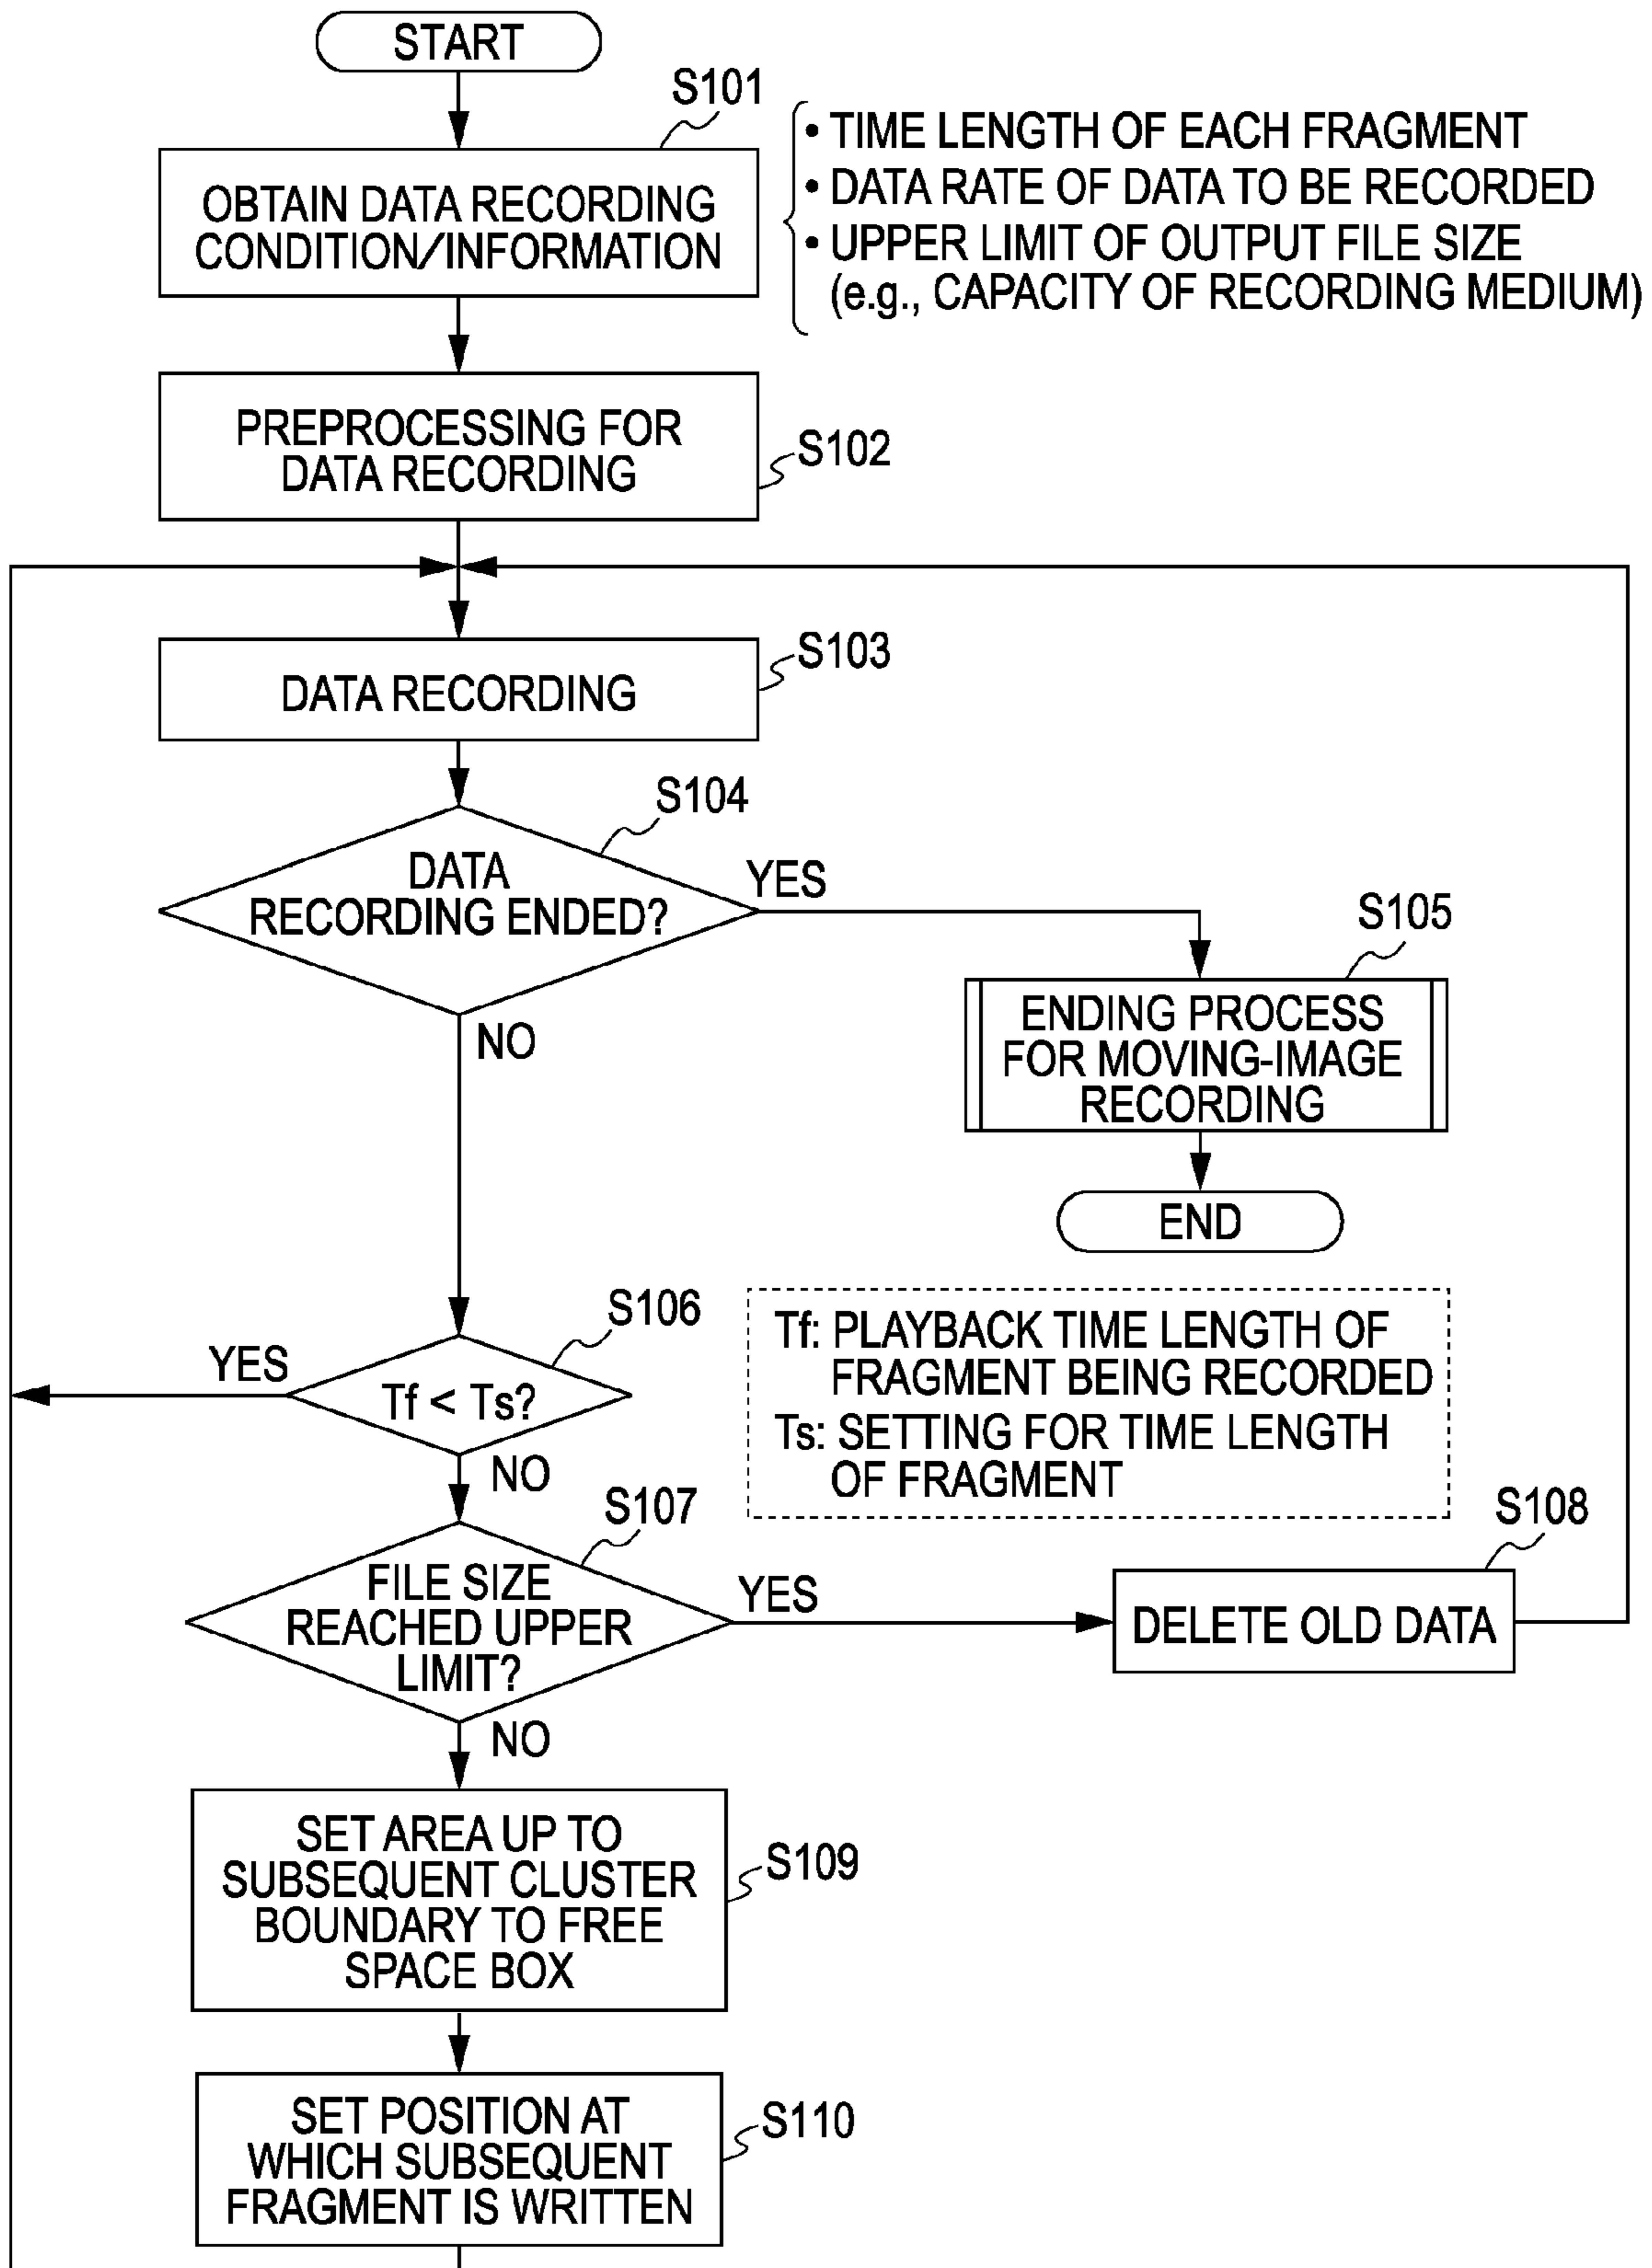 START
S101
OBTAIN DATA RECORDING
CONDITION/INFORMATION
• TIME LENGTH OF EACH FRAGMENT
• DATA RATE OF DATA TO BE RECORDED
• UPPER LIMIT OF OUTPUT FILE SIZE
(e.g., CAPACITY OF RECORDING MEDIUM)
PREPROCESSING FOR
DATA RECORDING
S102
DATA RECORDING
S103
S104
DATA
RECORDING ENDED?
YES
NO
S105
ENDING PROCESS
FOR MOVING-IMAGE
RECORDING
END
S106
Tf < Ts?
YES
NO
Tf: PLAYBACK TIME LENGTH OF
FRAGMENT BEING RECORDED
Ts: SETTING FOR TIME LENGTH
OF FRAGMENT
S107
FILE SIZE
REACHED UPPER
LIMIT?
YES
NO
S108
DELETE OLD DATA
SET AREA UP TO
SUBSEQUENT CLUSTER
BOUNDARY TO FREE
SPACE BOX
S109
SET POSITION AT
WHICH SUBSEQUENT
FRAGMENT IS WRITTEN
S110